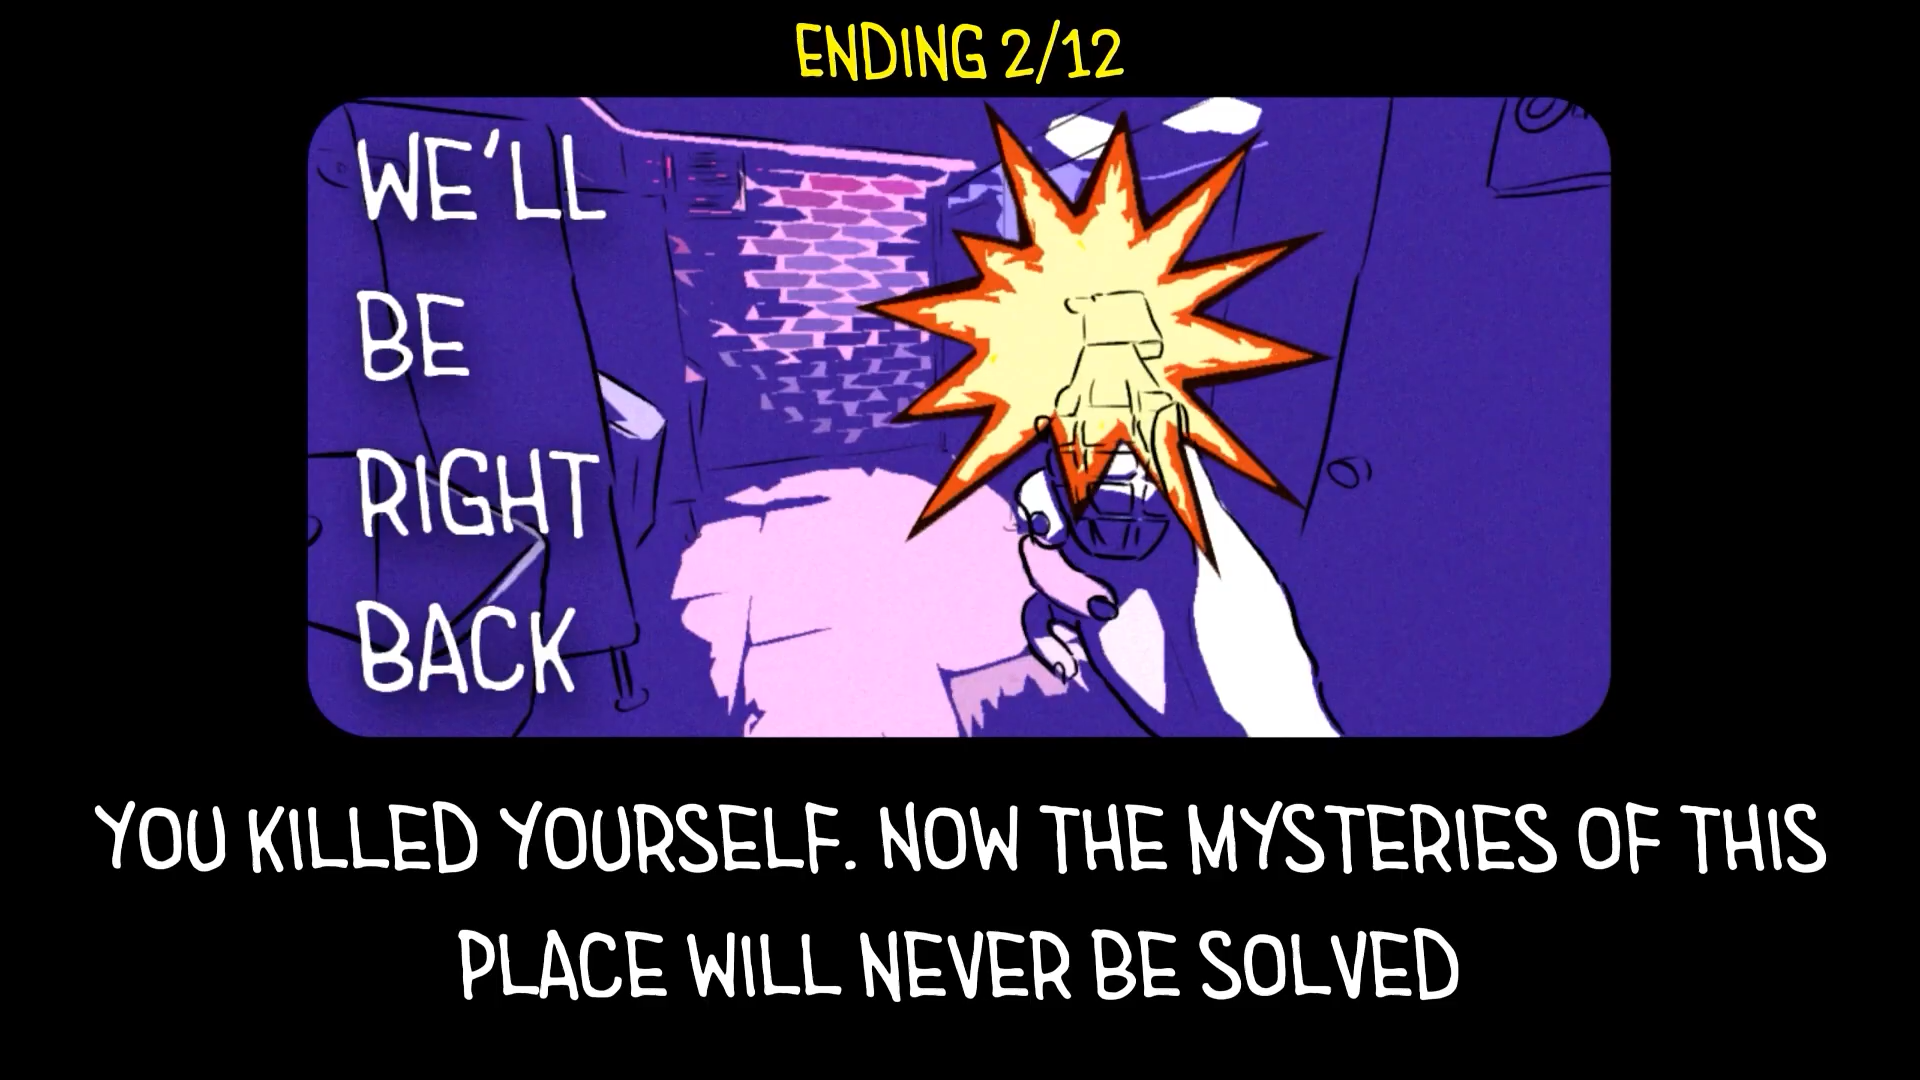 ENDING 2/12
WE'LL
BE
RIGHT
BACK
YOU KILLED YOURSELF. NOW THE MYSTERIES OF THIS
PLACE WILL NEVER BE SOLVED